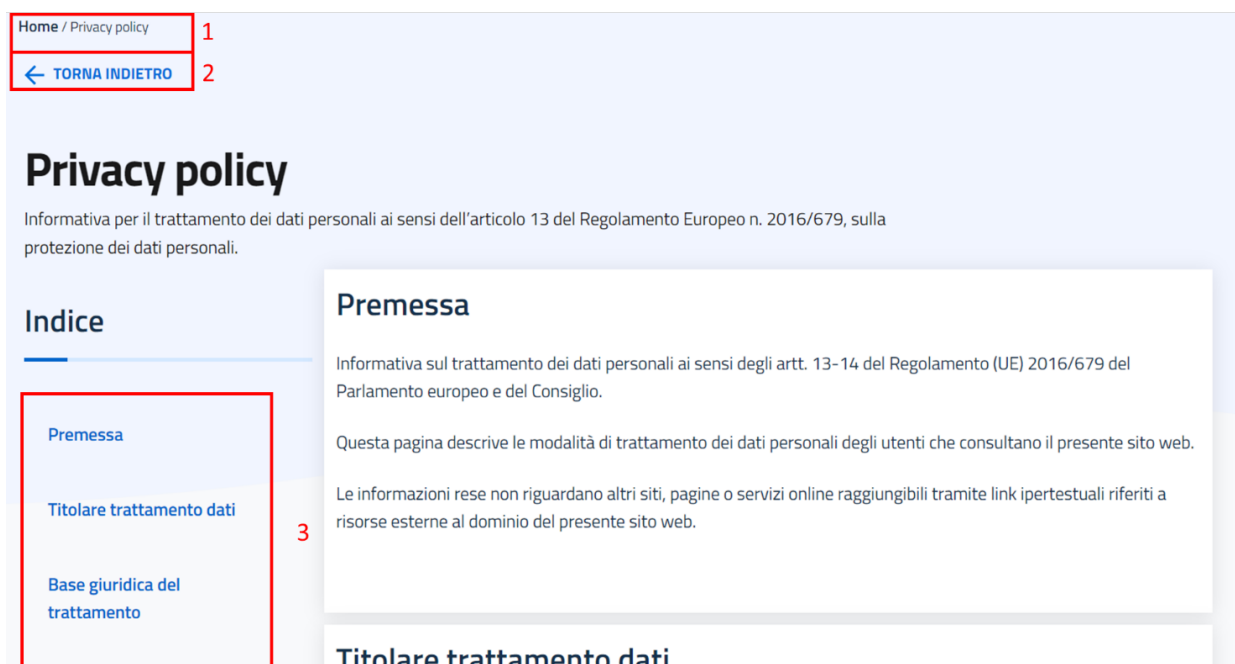 Home / Privacy policy
1
← TORNA INDIETRO
2
Privacy policy
Informativa per il trattamento dei dati personali ai sensi dell'articolo 13 del Regolamento Europeo n. 2016/679, sulla
protezione dei dati personali.
Indice
Premessa
Titolare trattamento dati
Base giuridica del
trattamento
3
Premessa
Informativa sul trattamento dei dati personali ai sensi degli artt. 13-14 del Regolamento (UE) 2016/679 del
Parlamento europeo e del Consiglio.
Questa pagina descrive le modalità di trattamento dei dati personali degli utenti che consultano il presente sito web.
Le informazioni rese non riguardano altri siti, pagine o servizi online raggiungibili tramite link ipertestuali riferiti a
risorse esterne al dominio del presente sito web.
Titolare trattamento dati